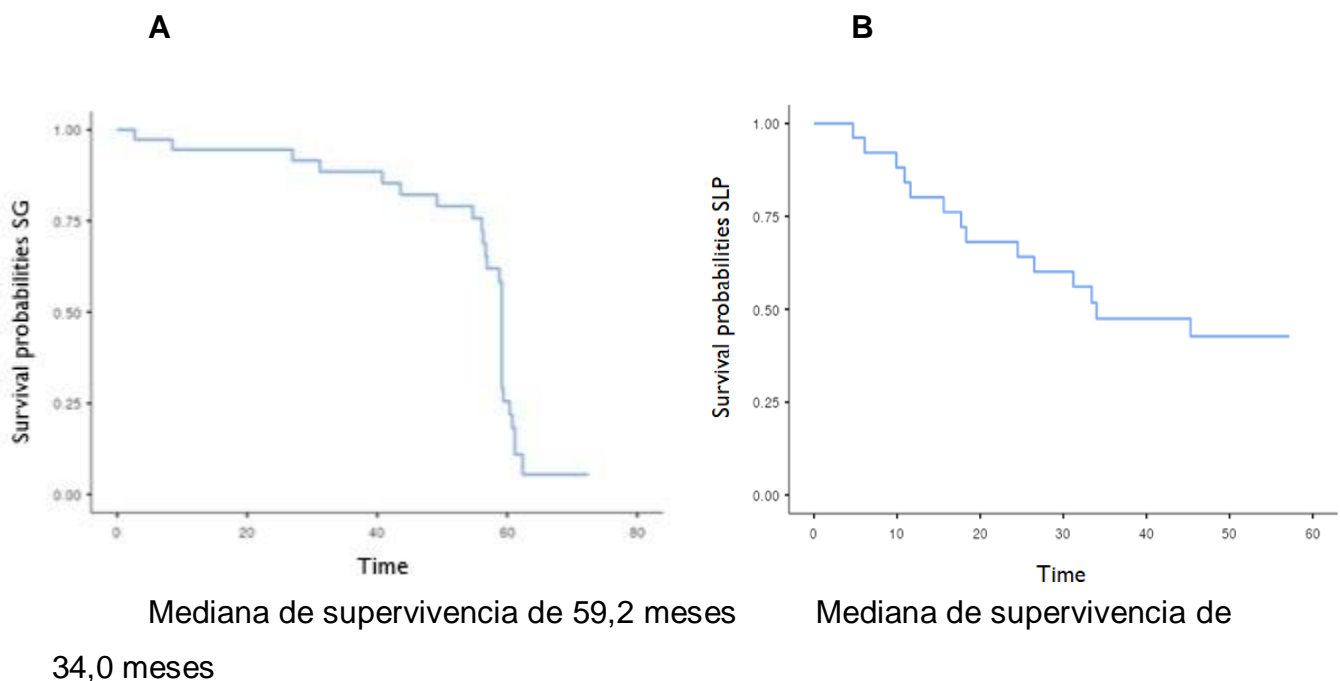 A
B
1.00
0.75
0.50
0.25
0.00
Survival probabilities SG
0 20 40 60 80
Time
1.00
0.75
0.50
0.25
0.00
Survival probabilities SLP
0 10 20 30 40 50 60
Time
Mediana de supervivencia de 59,2 meses Mediana de supervivencia de
34,0 meses